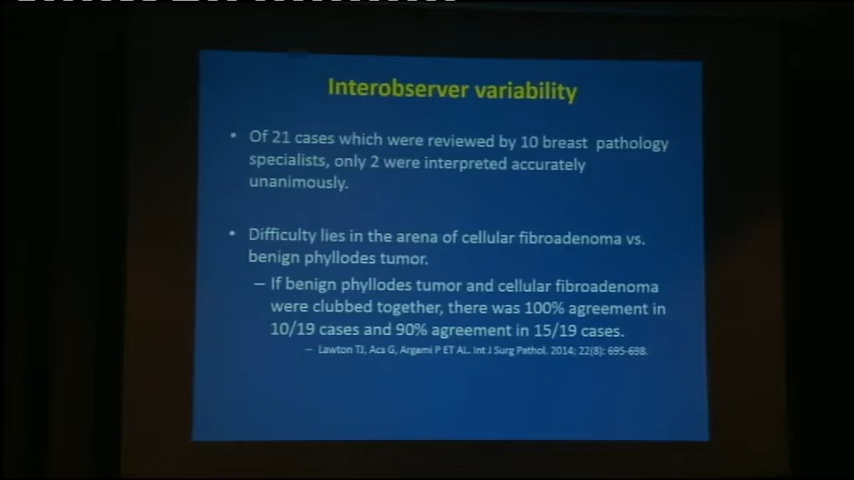 Interobserver variability
• Of 21 cases which were reviewed by 10 breast pathology
specialists, only 2 were interpreted accurately
unanimously.
• Difficulty lies in the arena of cellular fibroadenoma vs.
benign phyllodes tumor.
– If benign phyllodes tumor and cellular fibroadenoma
were clubbed together, there was 100% agreement in
10/19 cases and 90% agreement in 15/19 cases.
– Lawton TJ, Acs G, Argami P ET AL. Int J Surg Pathol. 2014; 22(8): 695-698.